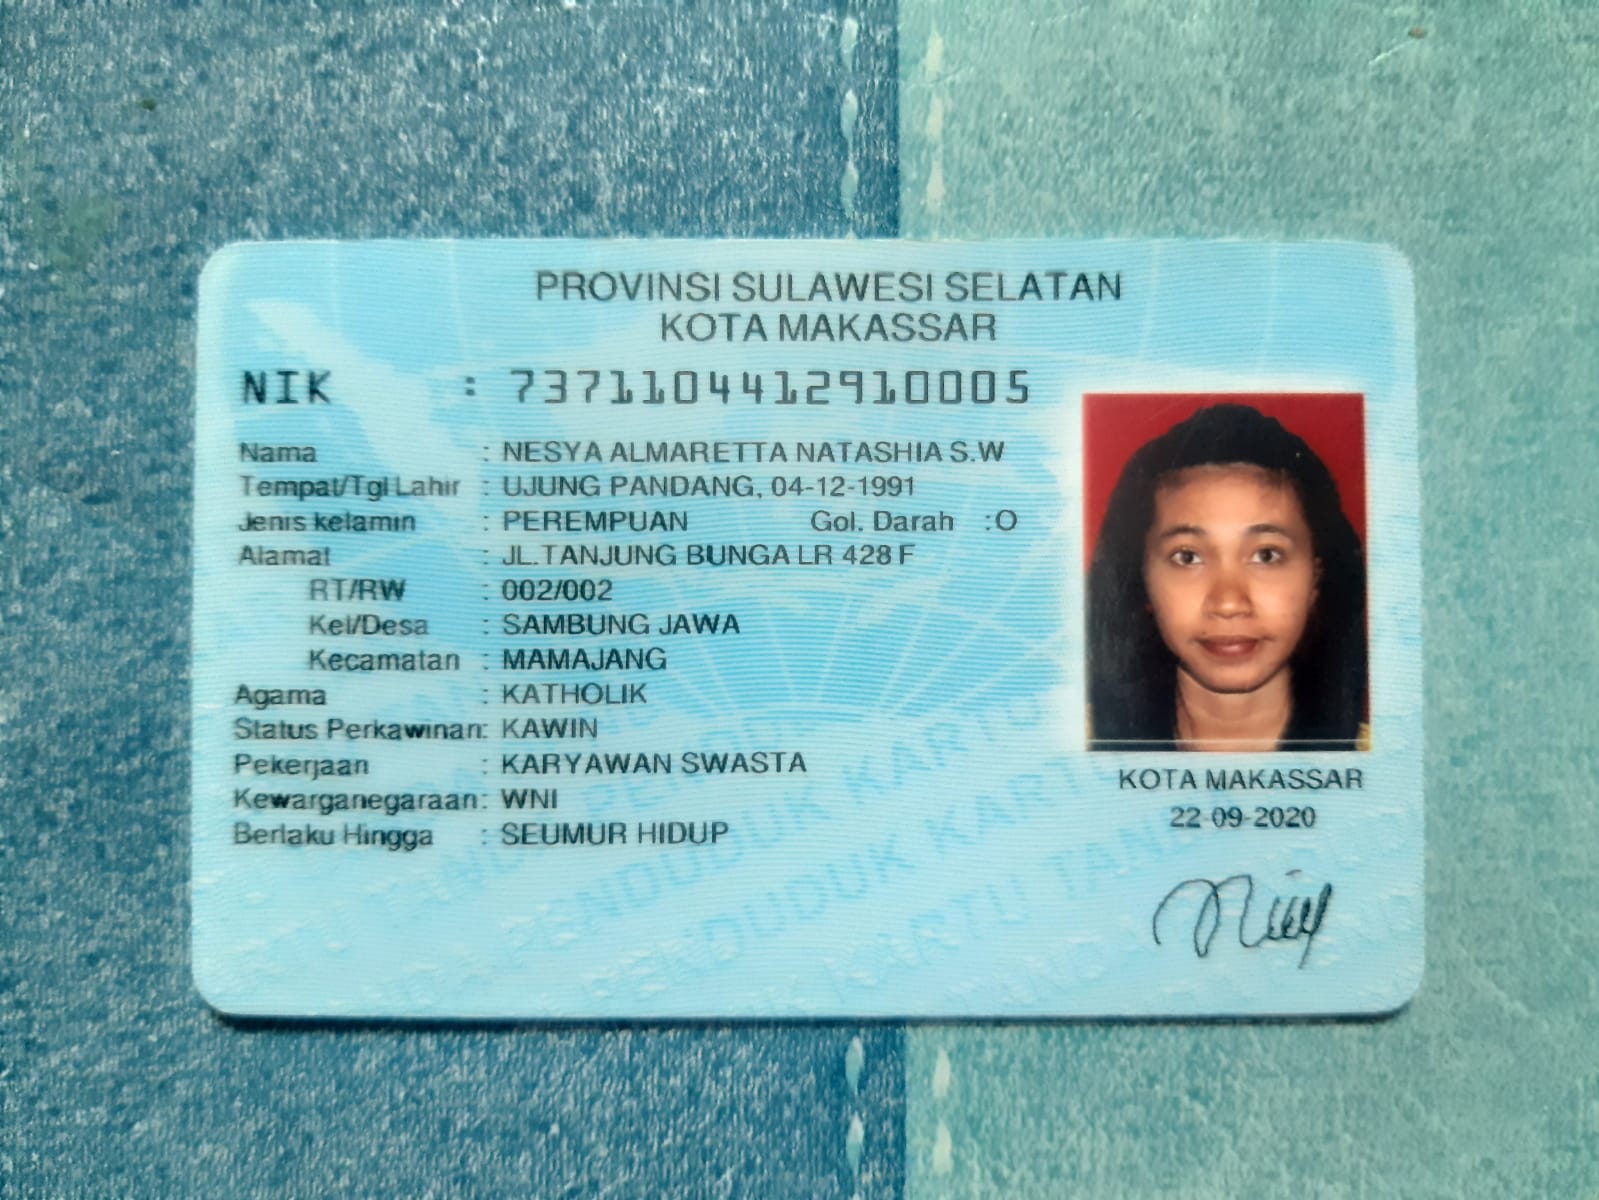 PROVINSI SULAWESI SELATAN
KOTA MAKASSAR
NIK : 7371104412910005
Nama : NESYA ALMARETTA NATASHIA S.W
Tempat/Tgl Lahir : UJUNG PANDANG, 04-12-1991
Jenis kelamin : PEREMPUAN Gol. Darah :O
Alamat : JL.TANJUNG BUNGA LR 428 F
RT/RW : 002/002
Kel/Desa : SAMBUNG JAWA
Kecamatan : MAMAJANG
Agama : KATHOLIK
Status Perkawinan: KAWIN
Pekerjaan : KARYAWAN SWASTA
Kewarganegaraan: WNI
Berlaku Hingga : SEUMUR HIDUP
KOTA MAKASSAR
22-09-2020